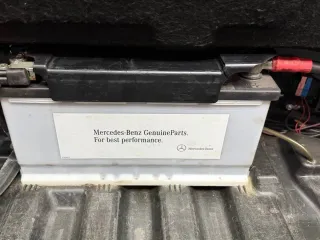 Mercedes-Benz GenuineParts.
For best performance.
Mercedes-Benz